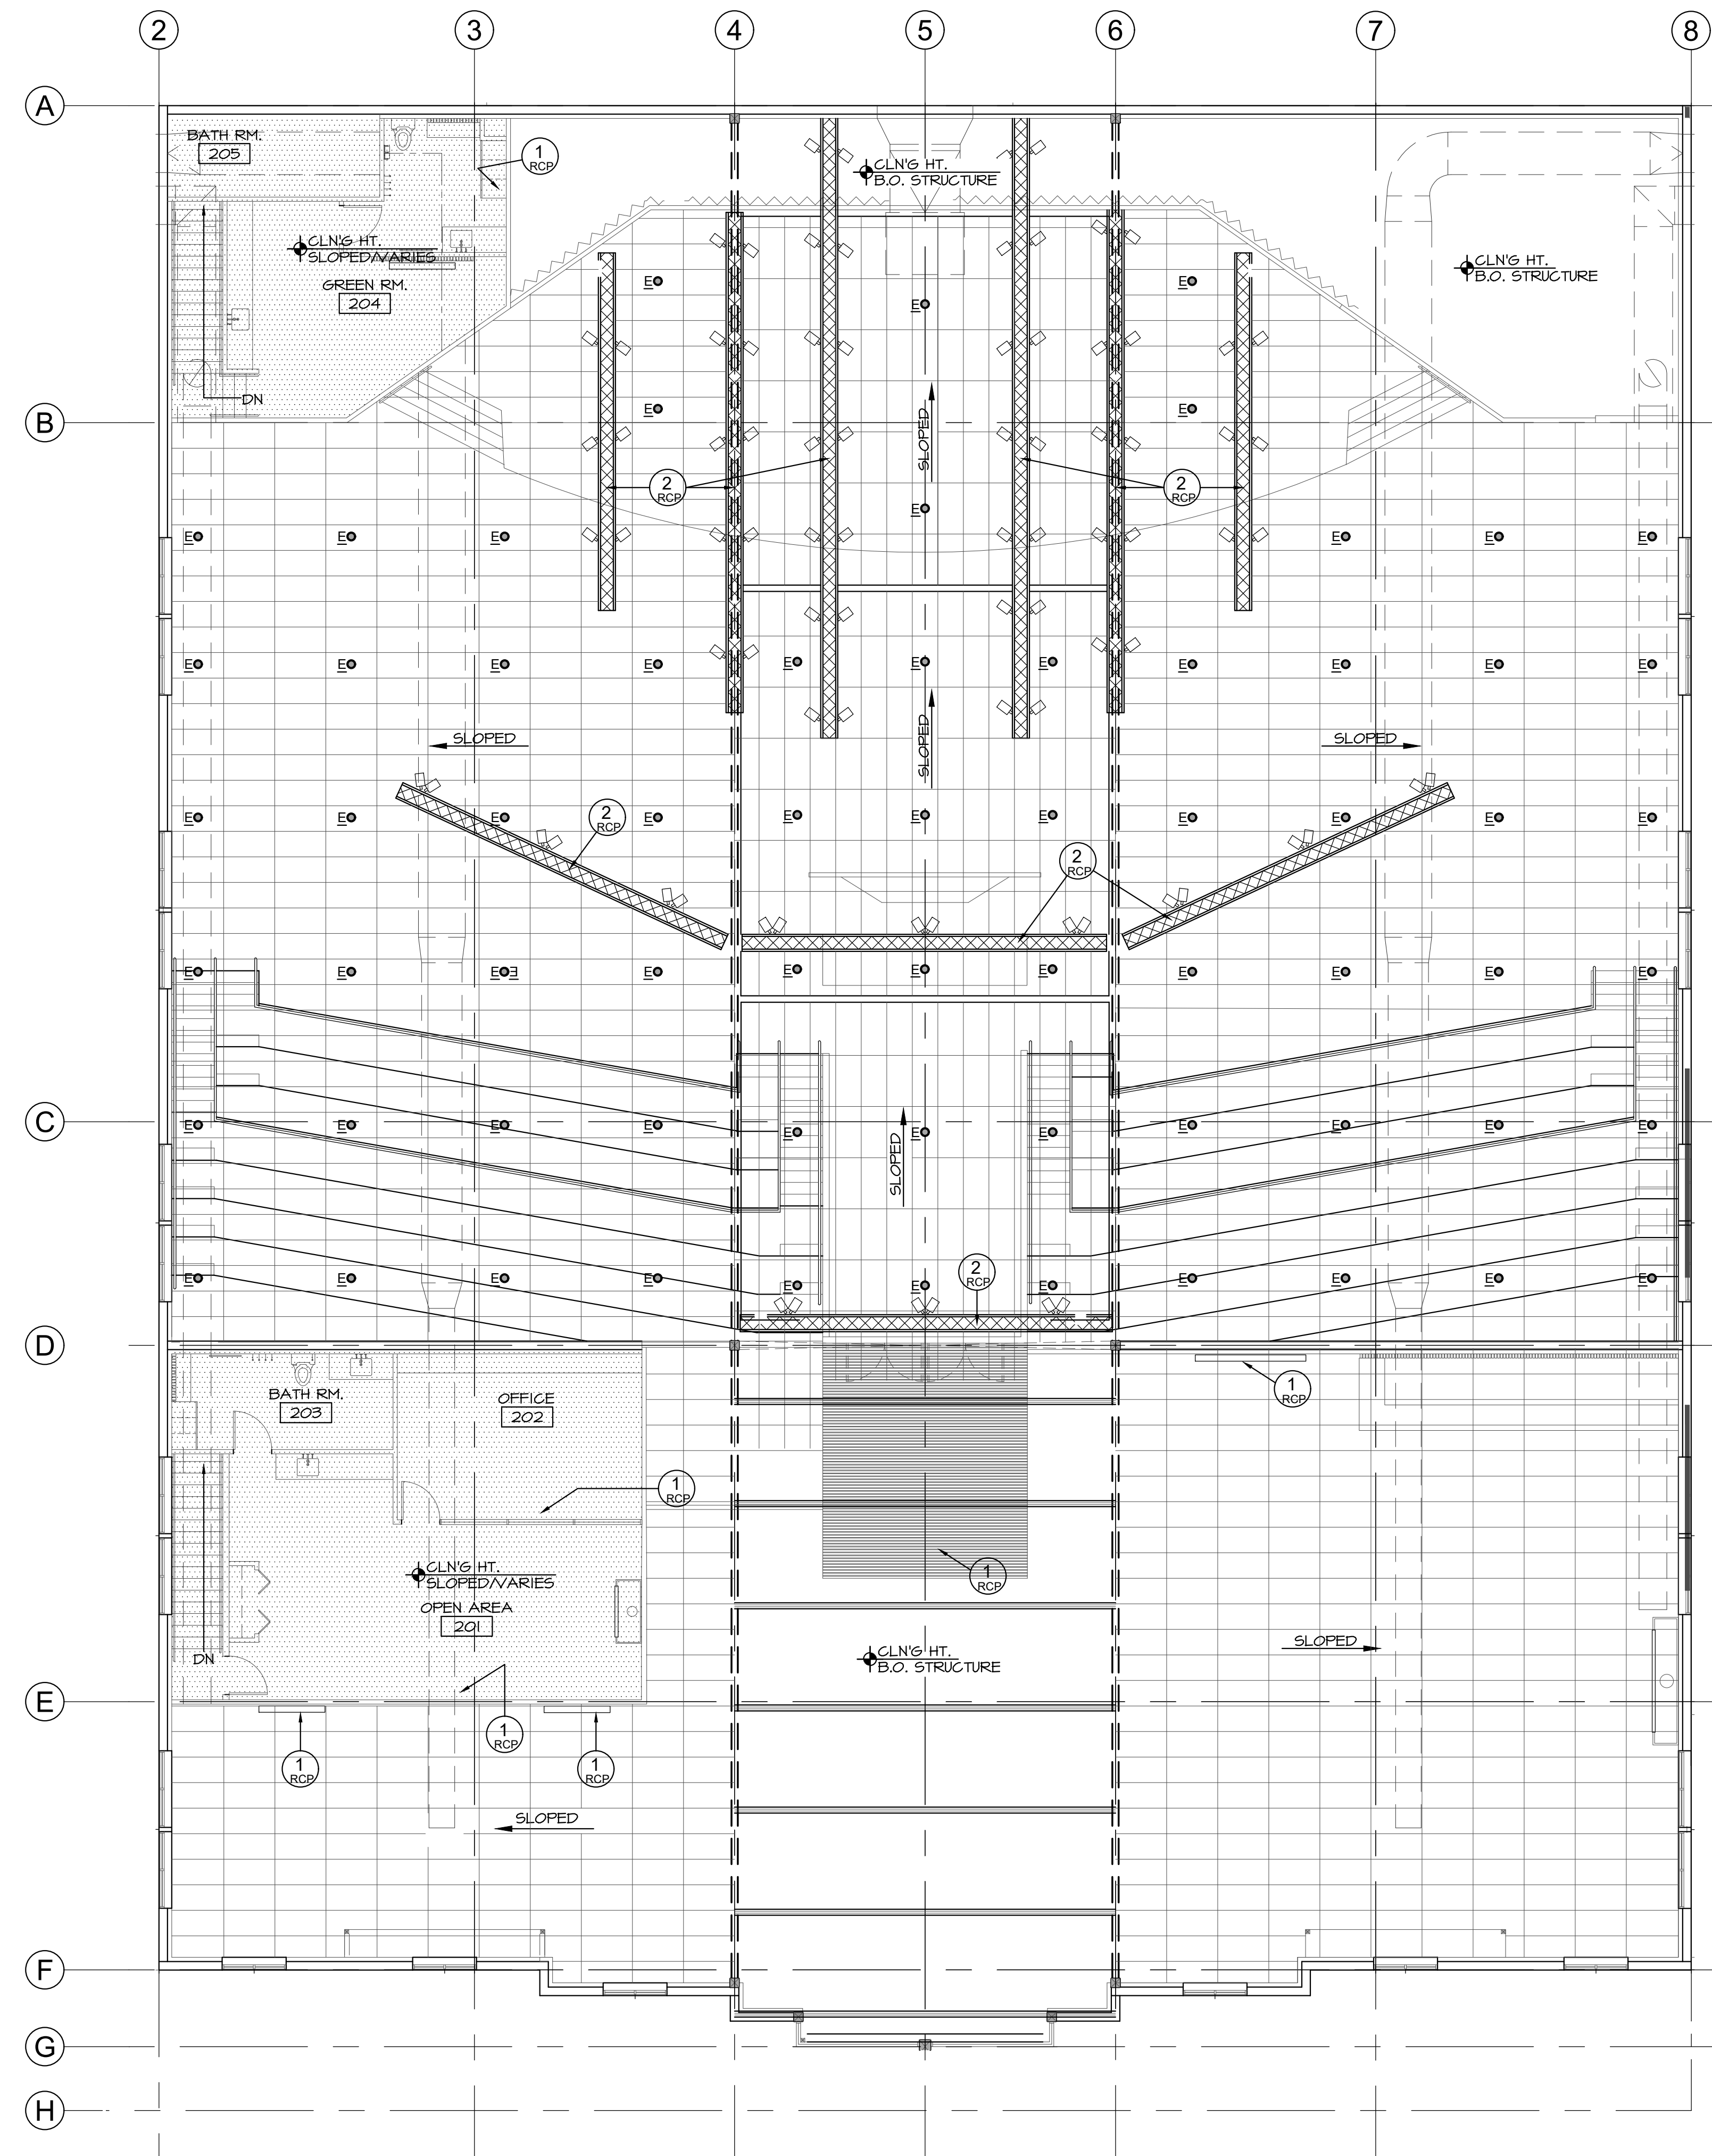 2 3 4 5 6 7 8
A
BATH RM.
205
1
RCP
CLN'G HT.
B.O. STRUCTURE
CLN'G HT.
SLOPED/VARIES
CLN'G HT.
B.O. STRUCTURE
GREEN RM.
204
E E
E
DN
E E
B
SLOPED
2
RCP
2
RCP
E
E E E E E E
E E E E E E E E E E E
SLOPED
SLOPED
SLOPED
2
RCP
E E E E E E E E E E E
2
RCP
E E E E E E E E E E E E
C
E E E E E E E E E E E
SLOPED
2
RCP
E E E E E E E E E E E
D
BATH RM.
203
OFFICE
202
1
RCP
1
RCP
CLN'G HT.
SLOPED/VARIES
1
RCP
OPEN AREA
201
DN
CLN'G HT.
B.O. STRUCTURE
SLOPED
E
1
RCP
1
RCP
1
RCP
SLOPED
F
G
H